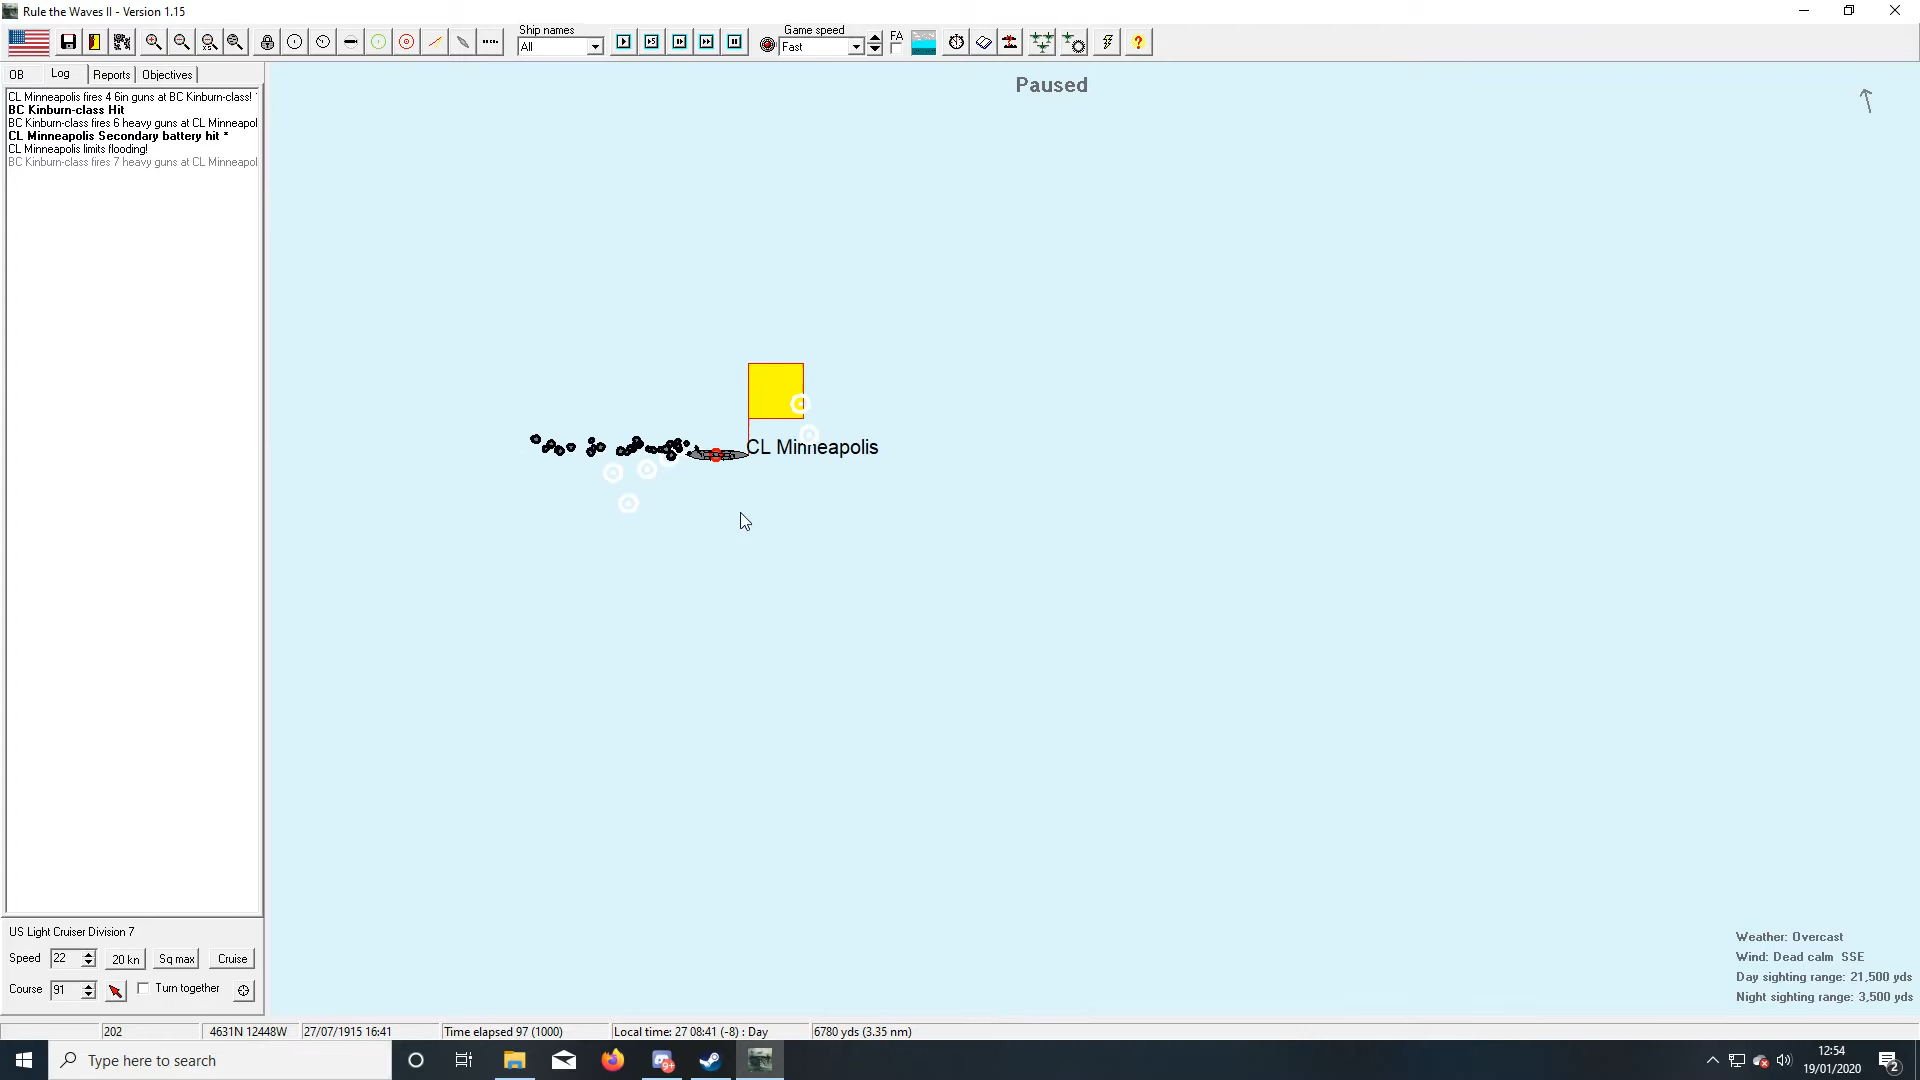 Rule the Waves II - Version 1.15
Ship names
All
Game speed
Fast
FA
OB
Log
Reports
Objectives
CL Minneapolis fires 4 6in guns at BC Kinburn-class!
BC Kinburn-class Hit
BC Kinburn-class fires 6 heavy guns at CL Minneapol
CL Minneapolis Secondary battery hit *
CL Minneapolis limits flooding!
BC Kinburn-class fires 7 heavy guns at CL Minneapol
Paused
CL Minneapolis
US Light Cruiser Division 7
Speed 22 20 kn Sq max Cruise
Course 91 Turn together
Weather: Overcast
Wind: Dead calm SSE
Day sighting range: 21,500 yds
Night sighting range: 3,500 yds
202 4631N 12448W 27/07/1915 16:41 Time elapsed 97 (1000) Local time: 27 08:41 (-8) : Day 6780 yds (3.35 nm)
Type here to search
9+
12:54
19/01/2020
2